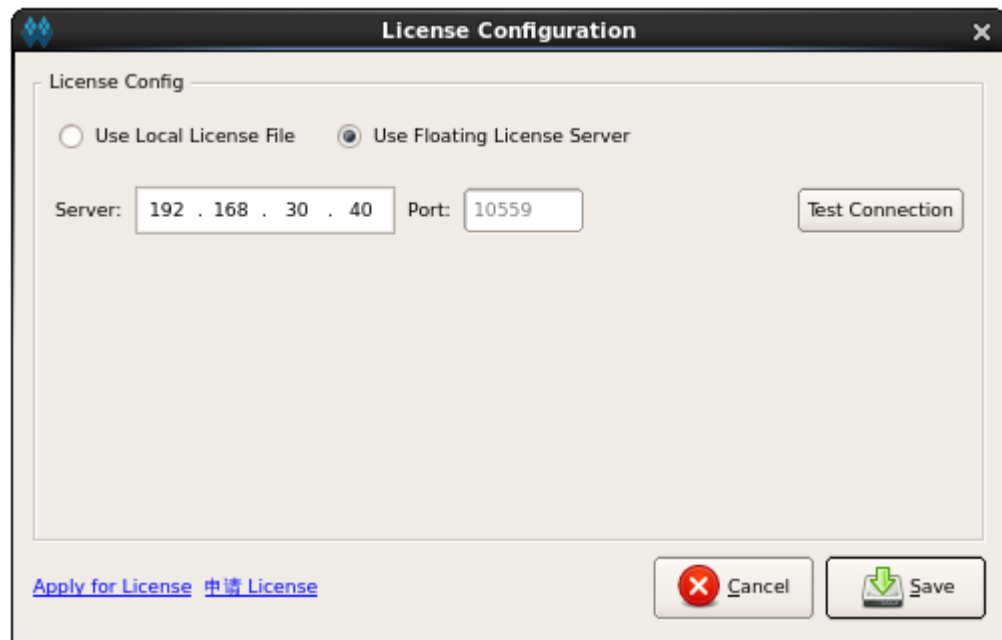 License Configuration
License Config
Use Local License File Use Floating License Server
Server: 192 . 168 . 30 . 40 Port: 10559 Test Connection
Apply for License 申请 License Cancel Save